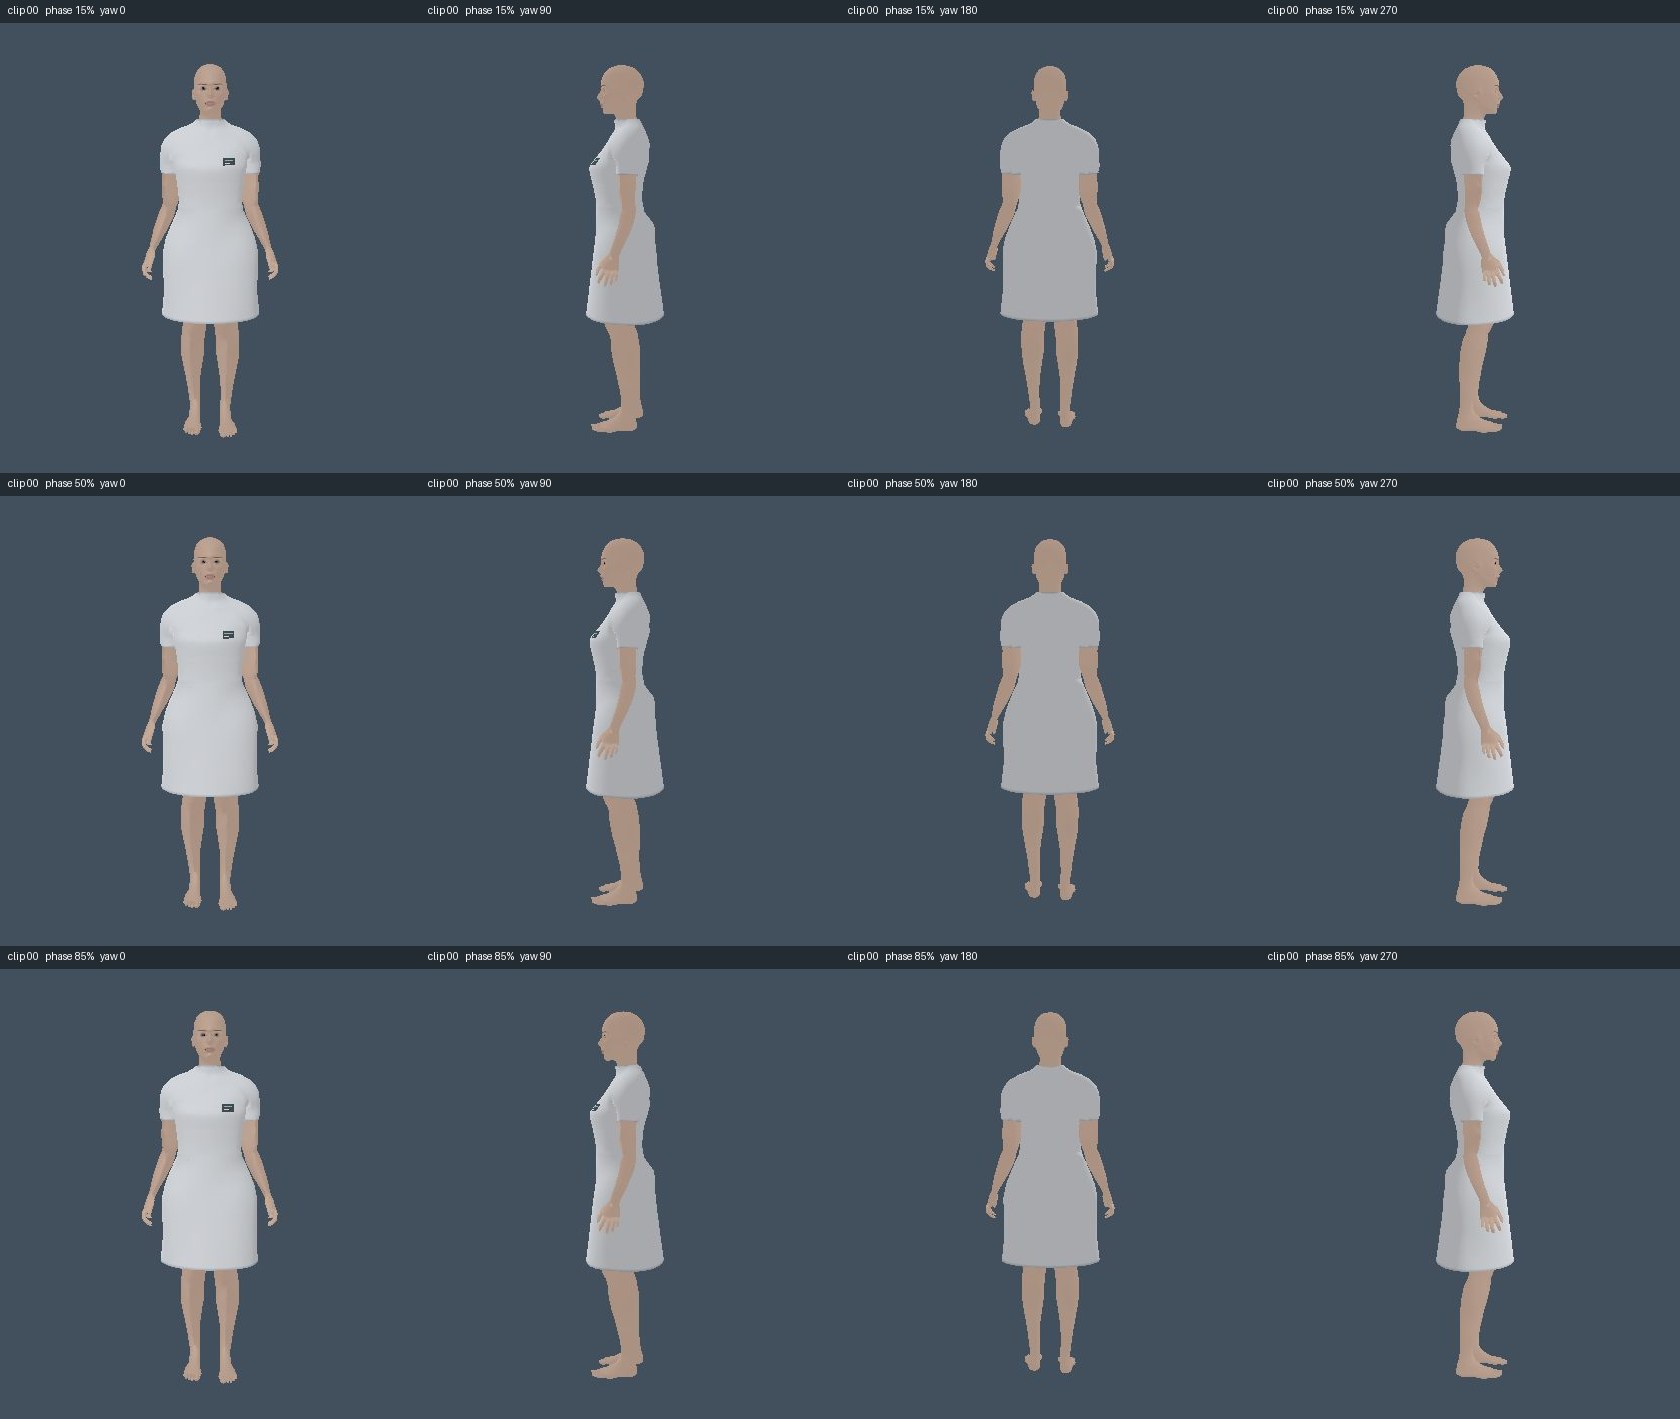 clip00 phase 15% yaw 0
clip00 phase 15% yaw 90
clip00 phase 15% yaw 180
clip00 phase 15% yaw 270
clip00 phase 50% yaw 0
clip00 phase 50% yaw 90
clip00 phase 50% yaw 180
clip00 phase 50% yaw 270
clip00 phase 85% yaw 0
clip00 phase 85% yaw 90
clip00 phase 85% yaw 180
clip00 phase 85% yaw 270